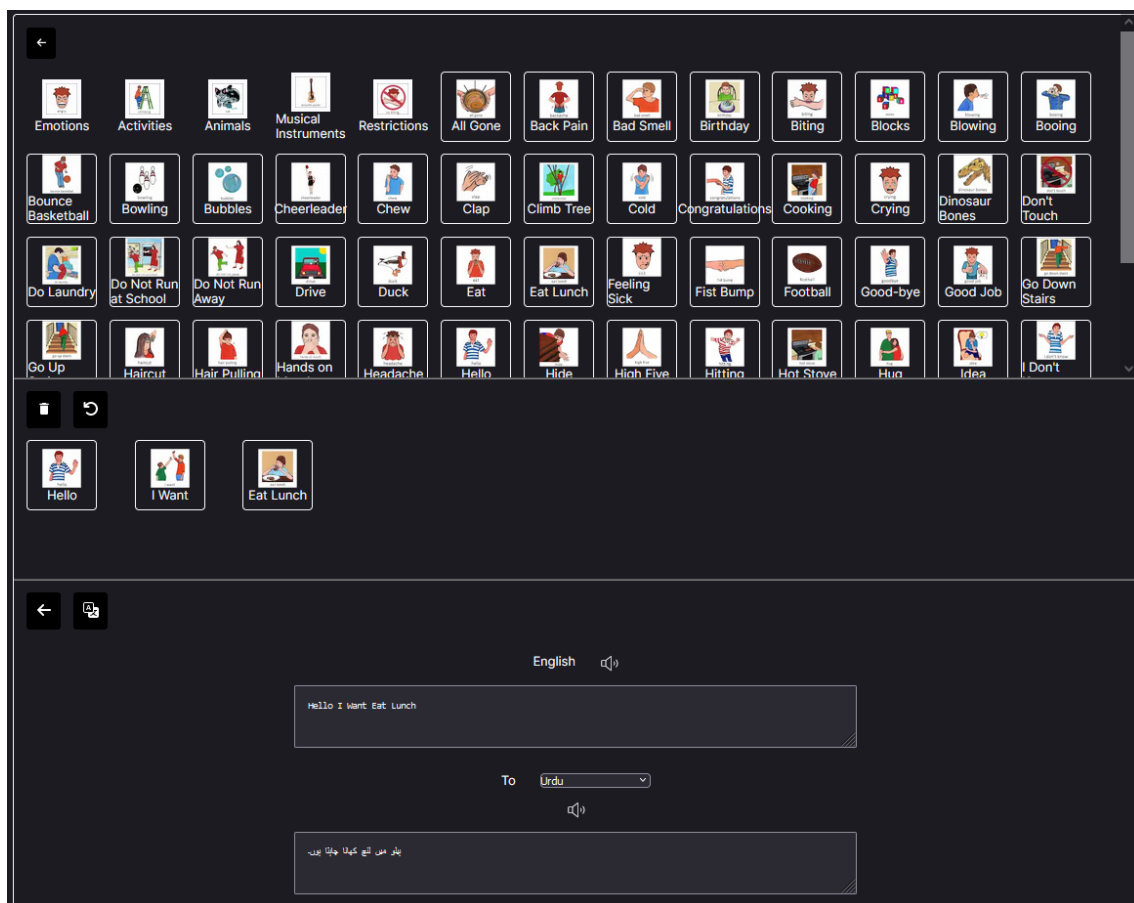 Emotions
Activities
Animals
Musical
Instruments
Restrictions
All Gone
Back Pain
Bad Smell
Birthday
Biting
Blocks
Blowing
Booing
Bounce
Basketball
Bowling
Bubbles
Cheerleader
Chew
Clap
Climb Tree
Cold
Congratulations
Cooking
Crying
Dinosaur
Bones
Don't
Touch
Do Laundry
Do Not Run
at School
Do Not Run
Away
Drive
Duck
Eat
Eat Lunch
Feeling
Sick
Fist Bump
Football
Good-bye
Good Job
Go Down
Stairs
Go Up
Haircut
Hair Pulling
Hands on
Headache
Hello
Hide
High Five
Hitting
Hot Stove
Hug
Idea
I Don't
Hello
I Want
Eat Lunch
English
Hello I Want Eat Lunch
To
Urdu
ہیلو میں لنچ کھانا چاہتا ہوں۔